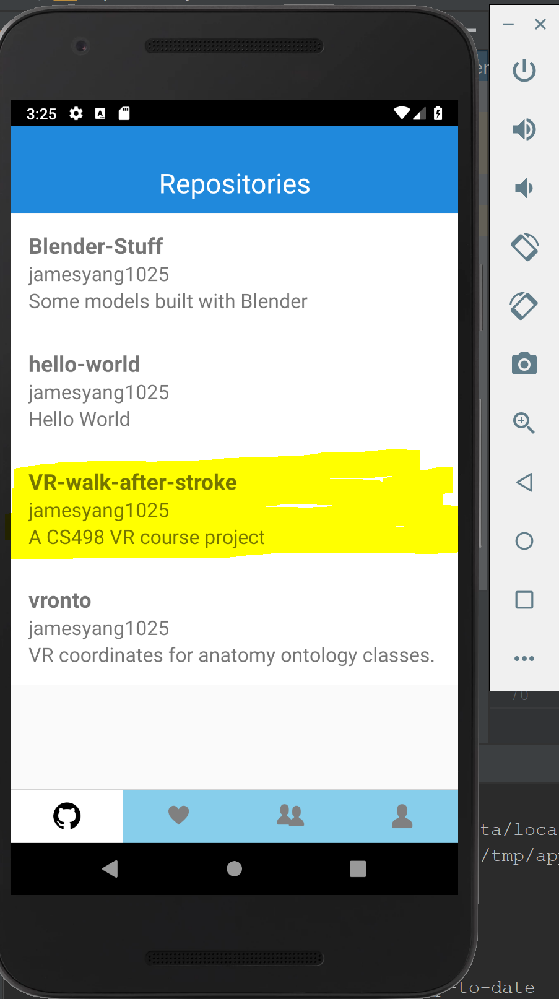 3:25
Repositories
Blender-Stuff
jamesyang1025
Some models built with Blender
hello-world
jamesyang1025
Hello World
VR-walk-after-stroke
jamesyang1025
A CS498 VR course project
vronto
jamesyang1025
VR coordinates for anatomy ontology classes.
ta/loca
/tmp/app
-to-date